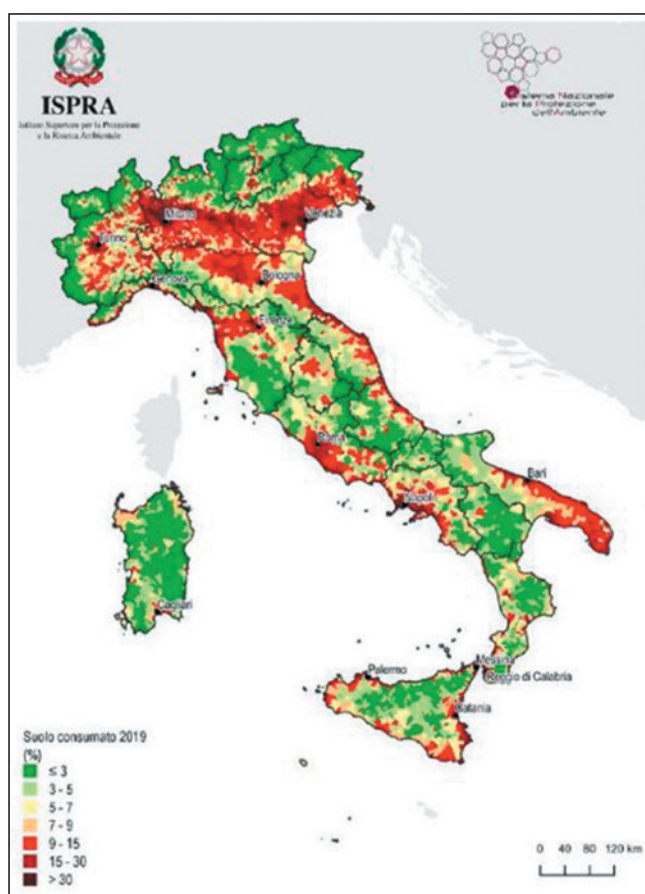 ISPRA
Istituto Superiore per la Protezione
e la Ricerca Ambientale
Sistema Nazionale
per la Protezione
dell'Ambiente
Milano
Venezia
Torino
Genova
Bologna
Firenze
Roma
Bari
Napoli
Cagliari
Messina
Palermo
Reggio di Calabria
Catania
Suolo consumato 2019
(%)
≤ 3
3 - 5
5 - 7
7 - 9
9 - 15
15 - 30
> 30
0 40 80 120 km